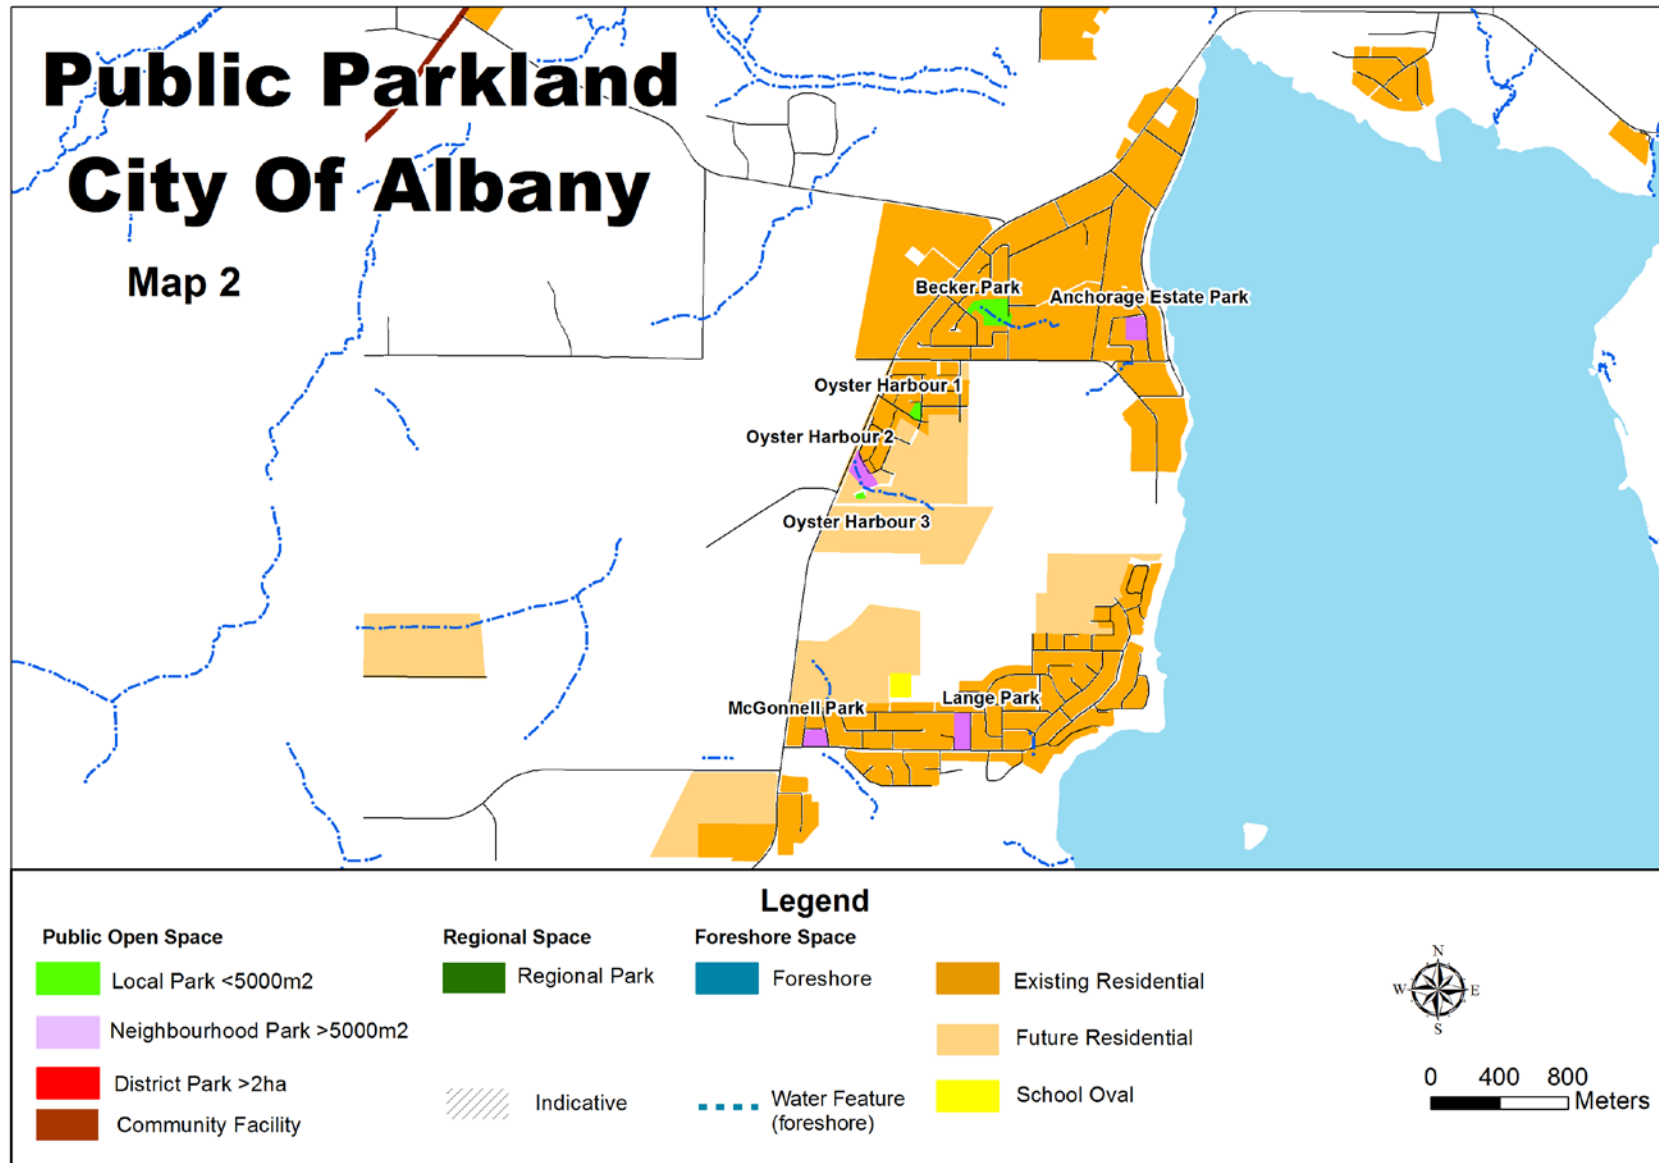 Public Parkland
City Of Albany
Map 2
Becker Park
Anchorage Estate Park
Oyster Harbour 1
Oyster Harbour 2
Oyster Harbour 3
McGonnell Park
Lange Park
Legend
Public Open Space
Local Park <5000m2
Neighbourhood Park >5000m2
District Park >2ha
Community Facility
Regional Space
Regional Park
Indicative
Foreshore Space
Foreshore
Water Feature
(foreshore)
Existing Residential
Future Residential
School Oval
N
W E
S
0 400 800
Meters